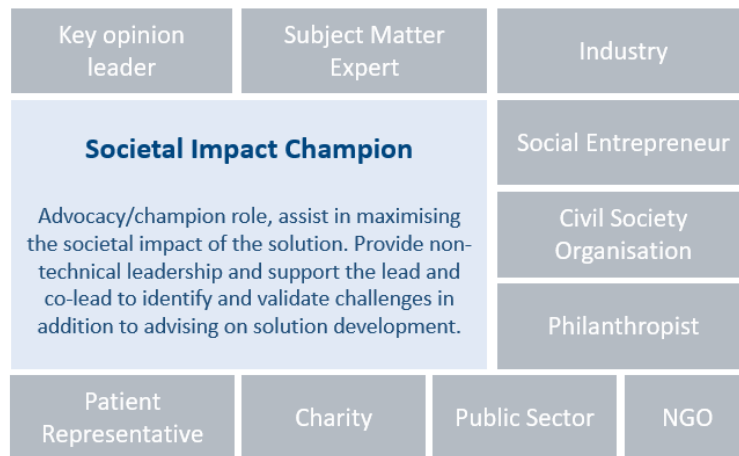 Key opinion
leader
Subject Matter
Expert
Industry
Societal Impact Champion
Advocacy/champion role, assist in maximising
the societal impact of the solution. Provide non-
technical leadership and support the lead and
co-lead to identify and validate challenges in
addition to advising on solution development.
Social Entrepreneur
Civil Society
Organisation
Philanthropist
Patient
Representative
Charity
Public Sector
NGO